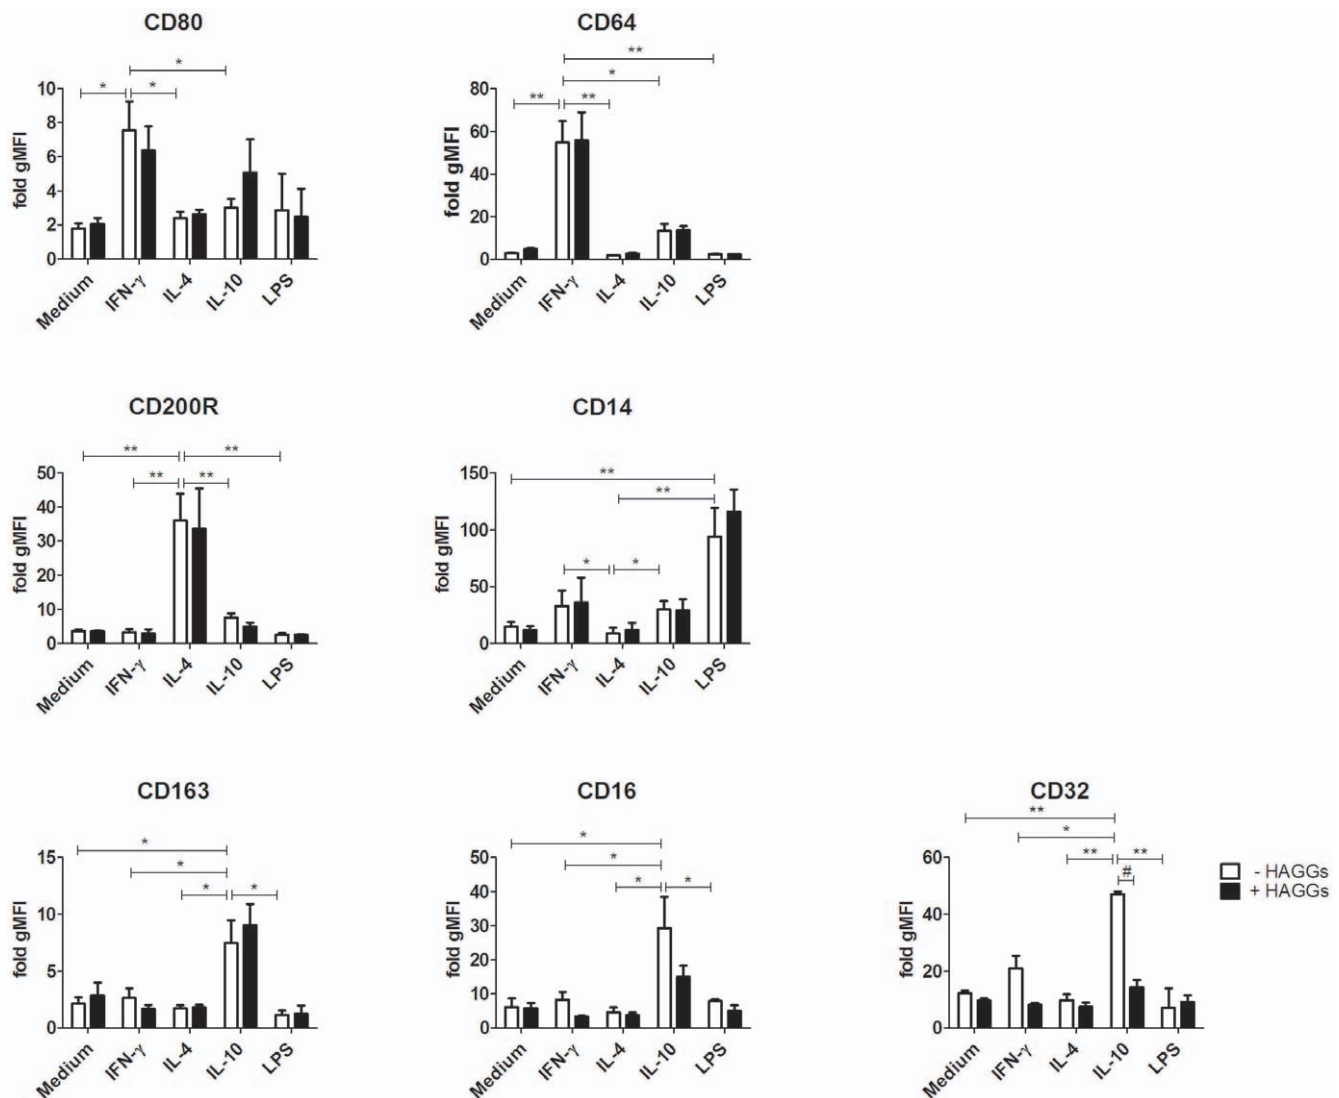 CD80
* * *
fold gMFI
10
8
6
4
2
0
Medium IFN-γ IL-4 IL-10 LPS
CD64
**
*
** **
fold gMFI
80
60
40
20
0
Medium IFN-γ IL-4 IL-10 LPS
CD200R
** **
** **
fold gMFI
50
40
30
20
10
0
Medium IFN-γ IL-4 IL-10 LPS
CD14
**
**
* *
fold gMFI
150
100
50
0
Medium IFN-γ IL-4 IL-10 LPS
CD163
*
*
* *
fold gMFI
15
10
5
0
Medium IFN-γ IL-4 IL-10 LPS
CD16
*
*
* *
fold gMFI
50
40
30
20
10
0
Medium IFN-γ IL-4 IL-10 LPS
CD32
**
*
** **
#
fold gMFI
60
40
20
0
Medium IFN-γ IL-4 IL-10 LPS
- HAGGs
+ HAGGs